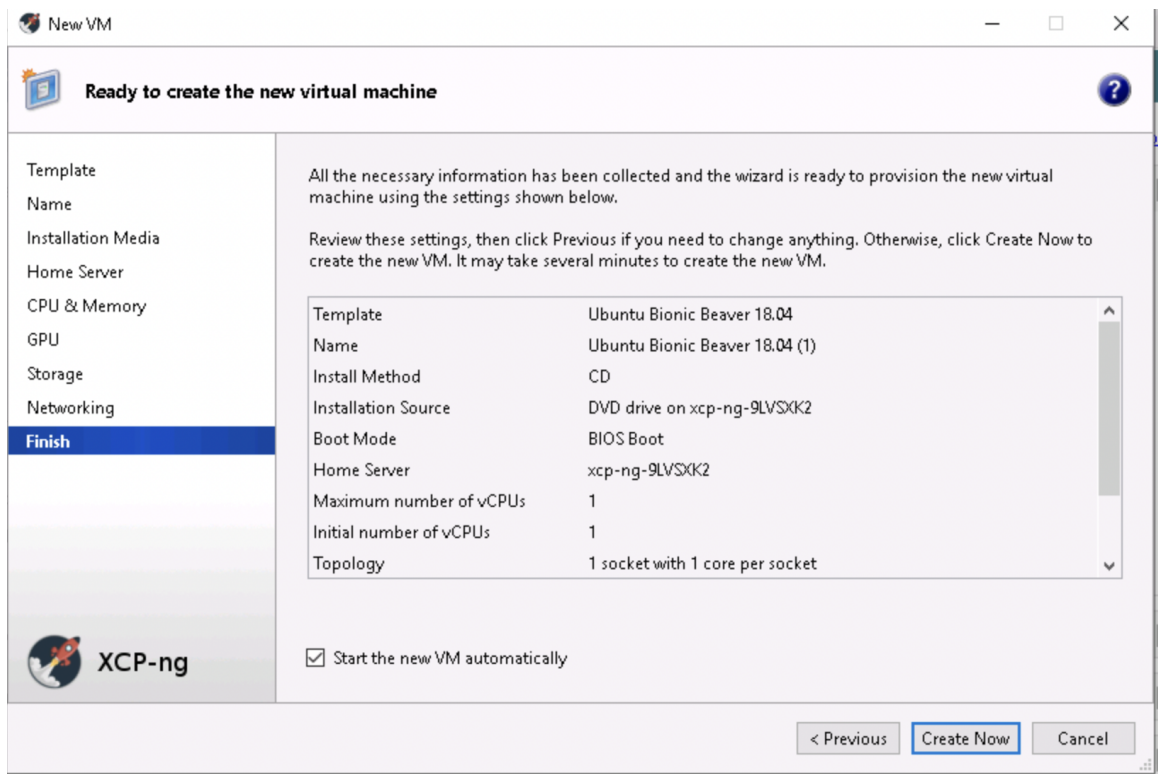 New VM
Ready to create the new virtual machine
?
Template
Name
Installation Media
Home Server
CPU & Memory
GPU
Storage
Networking
Finish
XCP-ng
All the necessary information has been collected and the wizard is ready to provision the new virtual
machine using the settings shown below.
Review these settings, then click Previous if you need to change anything. Otherwise, click Create Now to
create the new VM. It may take several minutes to create the new VM.
Template Ubuntu Bionic Beaver 18.04
Name Ubuntu Bionic Beaver 18.04 (1)
Install Method CD
Installation Source DVD drive on xcp-ng-9LVSXK2
Boot Mode BIOS Boot
Home Server xcp-ng-9LVSXK2
Maximum number of vCPUs 1
Initial number of vCPUs 1
Topology 1 socket with 1 core per socket
Start the new VM automatically
< Previous Create Now Cancel